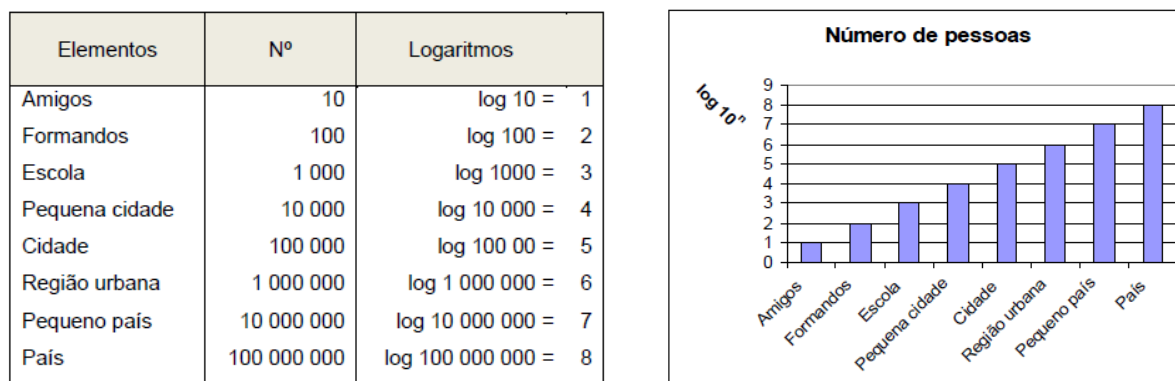 Elementos Nº Logaritmos
Amigos 10 log 10 = 1
Formandos 100 log 100 = 2
Escola 1 000 log 1000 = 3
Pequena cidade 10 000 log 10 000 = 4
Cidade 100 000 log 100 00 = 5
Região urbana 1 000 000 log 1 000 000 = 6
Pequeno país 10 000 000 log 10 000 000 = 7
País 100 000 000 log 100 000 000 = 8
Número de pessoas
log 10ⁿ
9
8
7
6
5
4
3
2
1
0
Amigos
Formandos
Escola
Pequena cidade
Cidade
Região urbana
Pequeno país
País